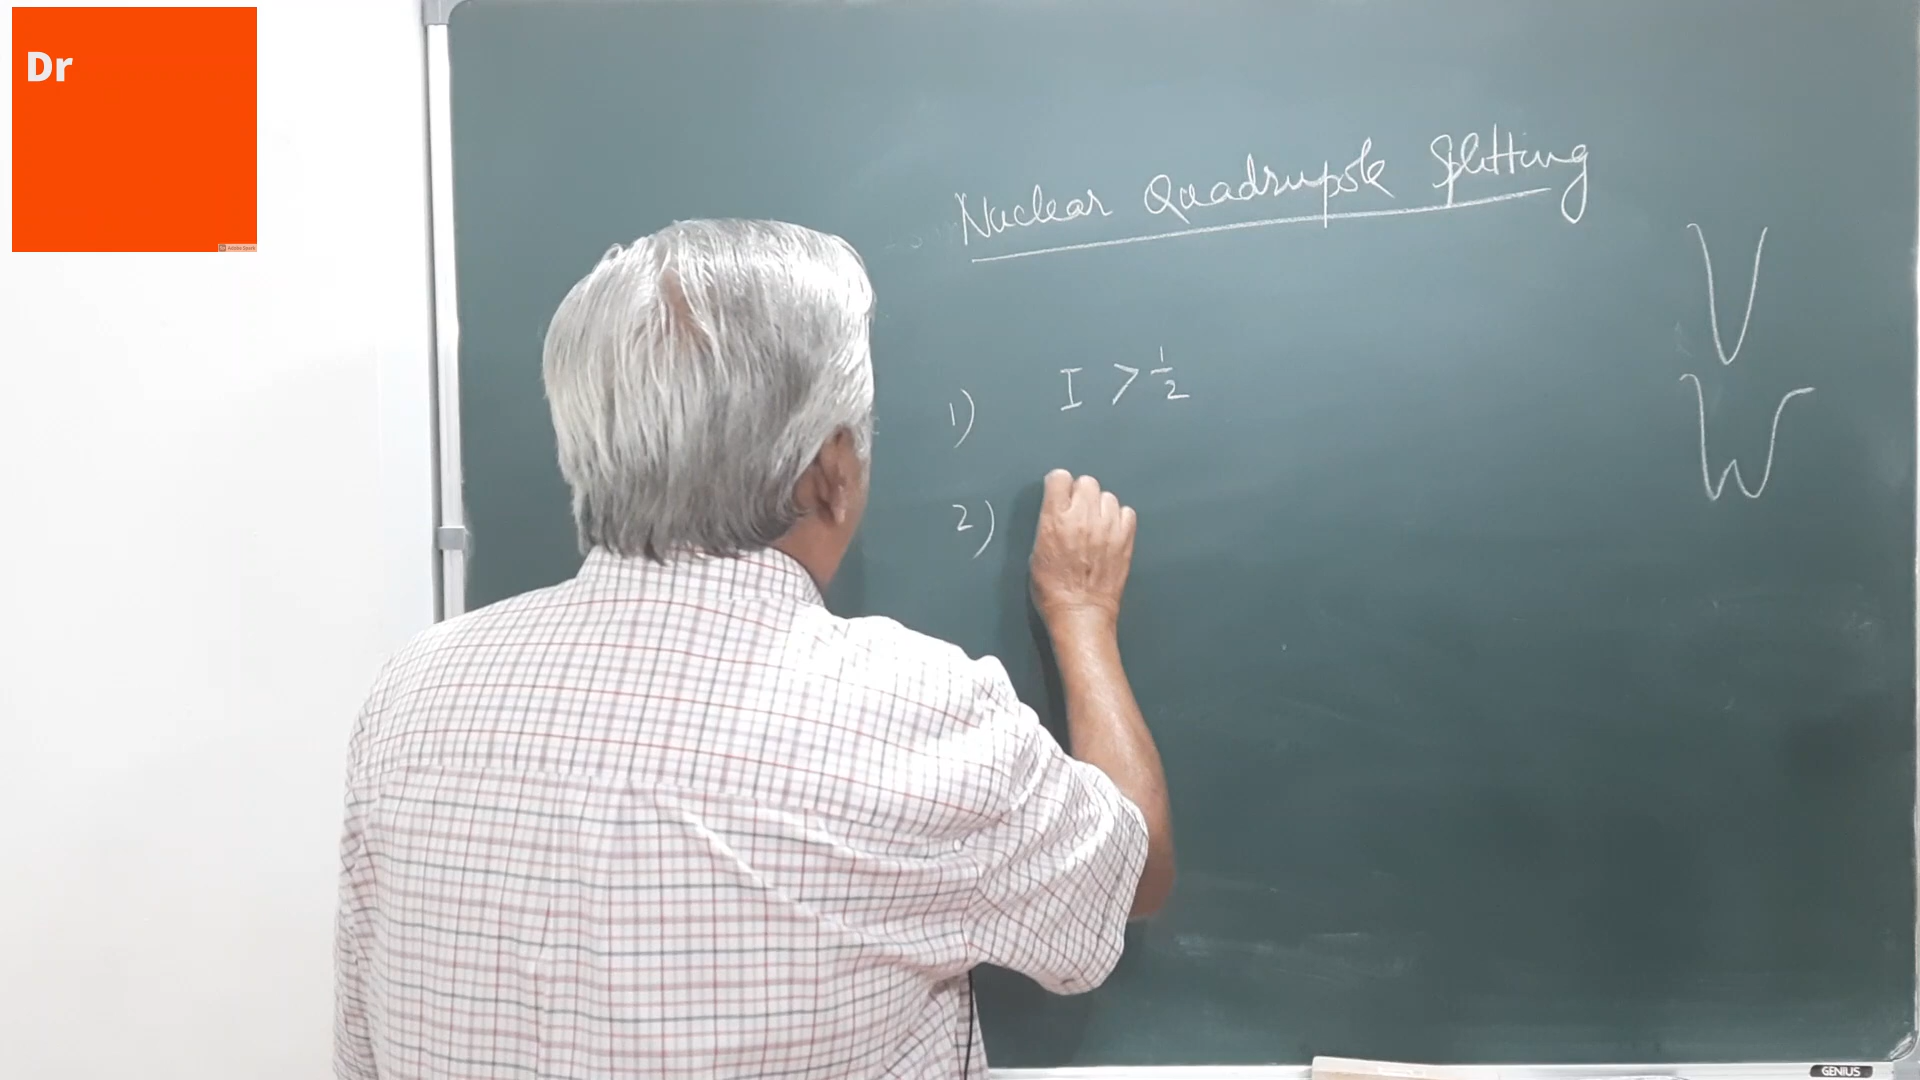 Dr
Nuclear Quadrupole Splitting
1) I > 1/2
2)
GENIUS